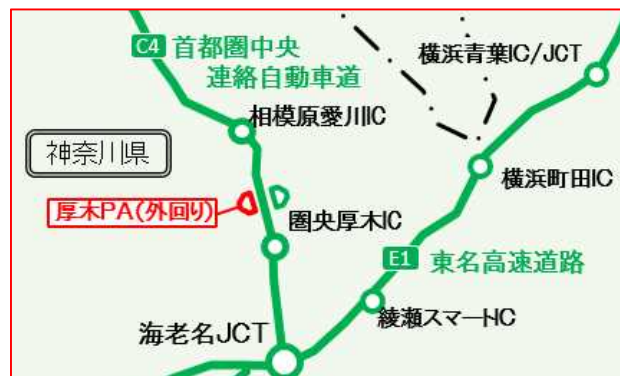 C4 首都圏中央
連絡自動車道
横浜青葉IC/JCT
相模原愛川IC
神奈川県
横浜町田IC
厚木PA(外回り)
圏央厚木IC
E1 東名高速道路
綾瀬スマートIC
海老名JCT